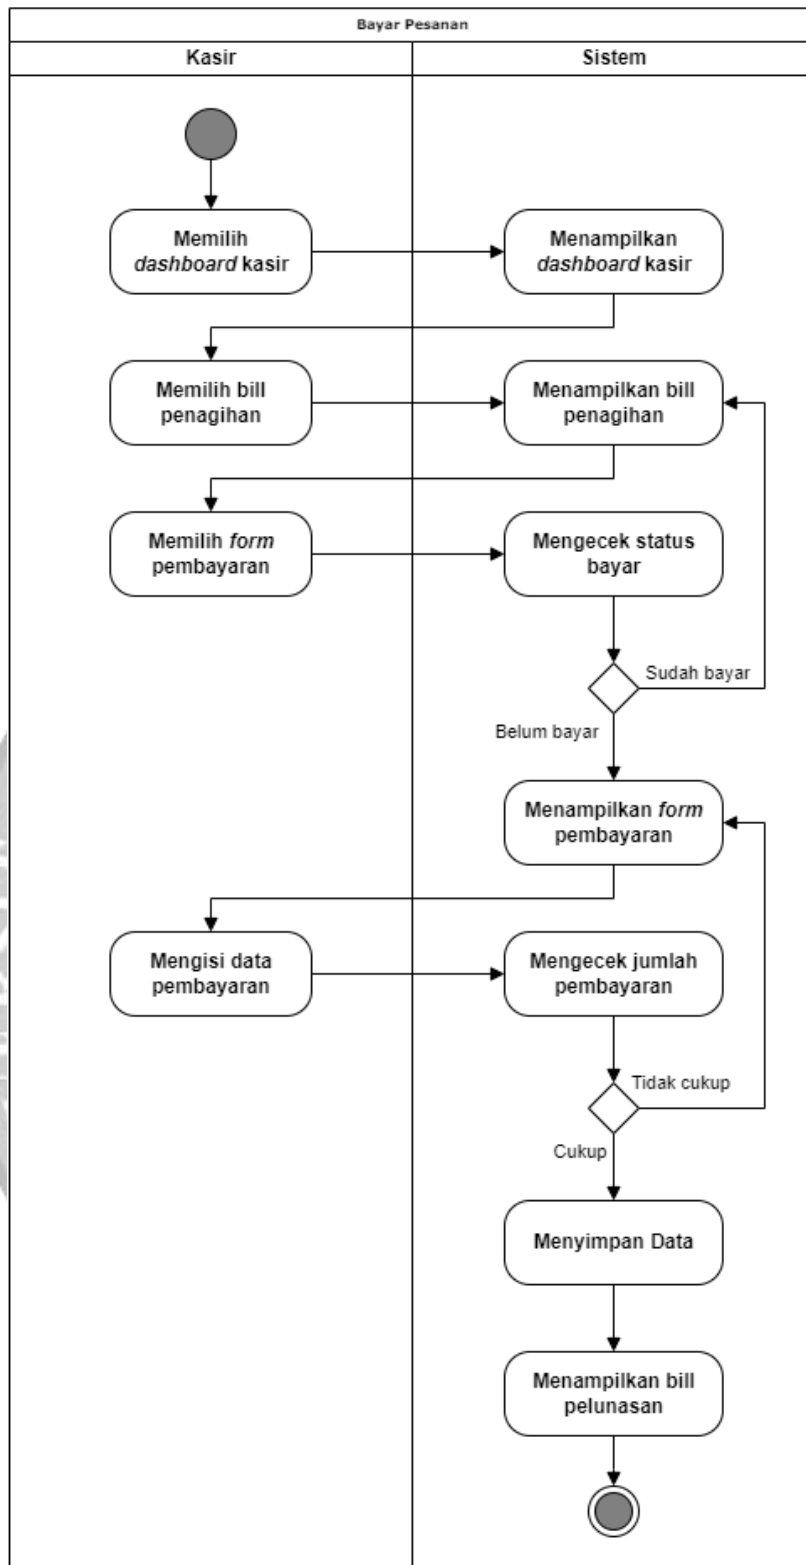 Bayar Pesanan
Kasir
Sistem
Memilih
dashboard kasir
Menampilkan
dashboard kasir
Memilih bill
penagihan
Menampilkan bill
penagihan
Memilih form
pembayaran
Mengecek status
bayar
Sudah bayar
Belum bayar
Menampilkan form
pembayaran
Mengisi data
pembayaran
Mengecek jumlah
pembayaran
Tidak cukup
Cukup
Menyimpan Data
Menampilkan bill
pelunasan